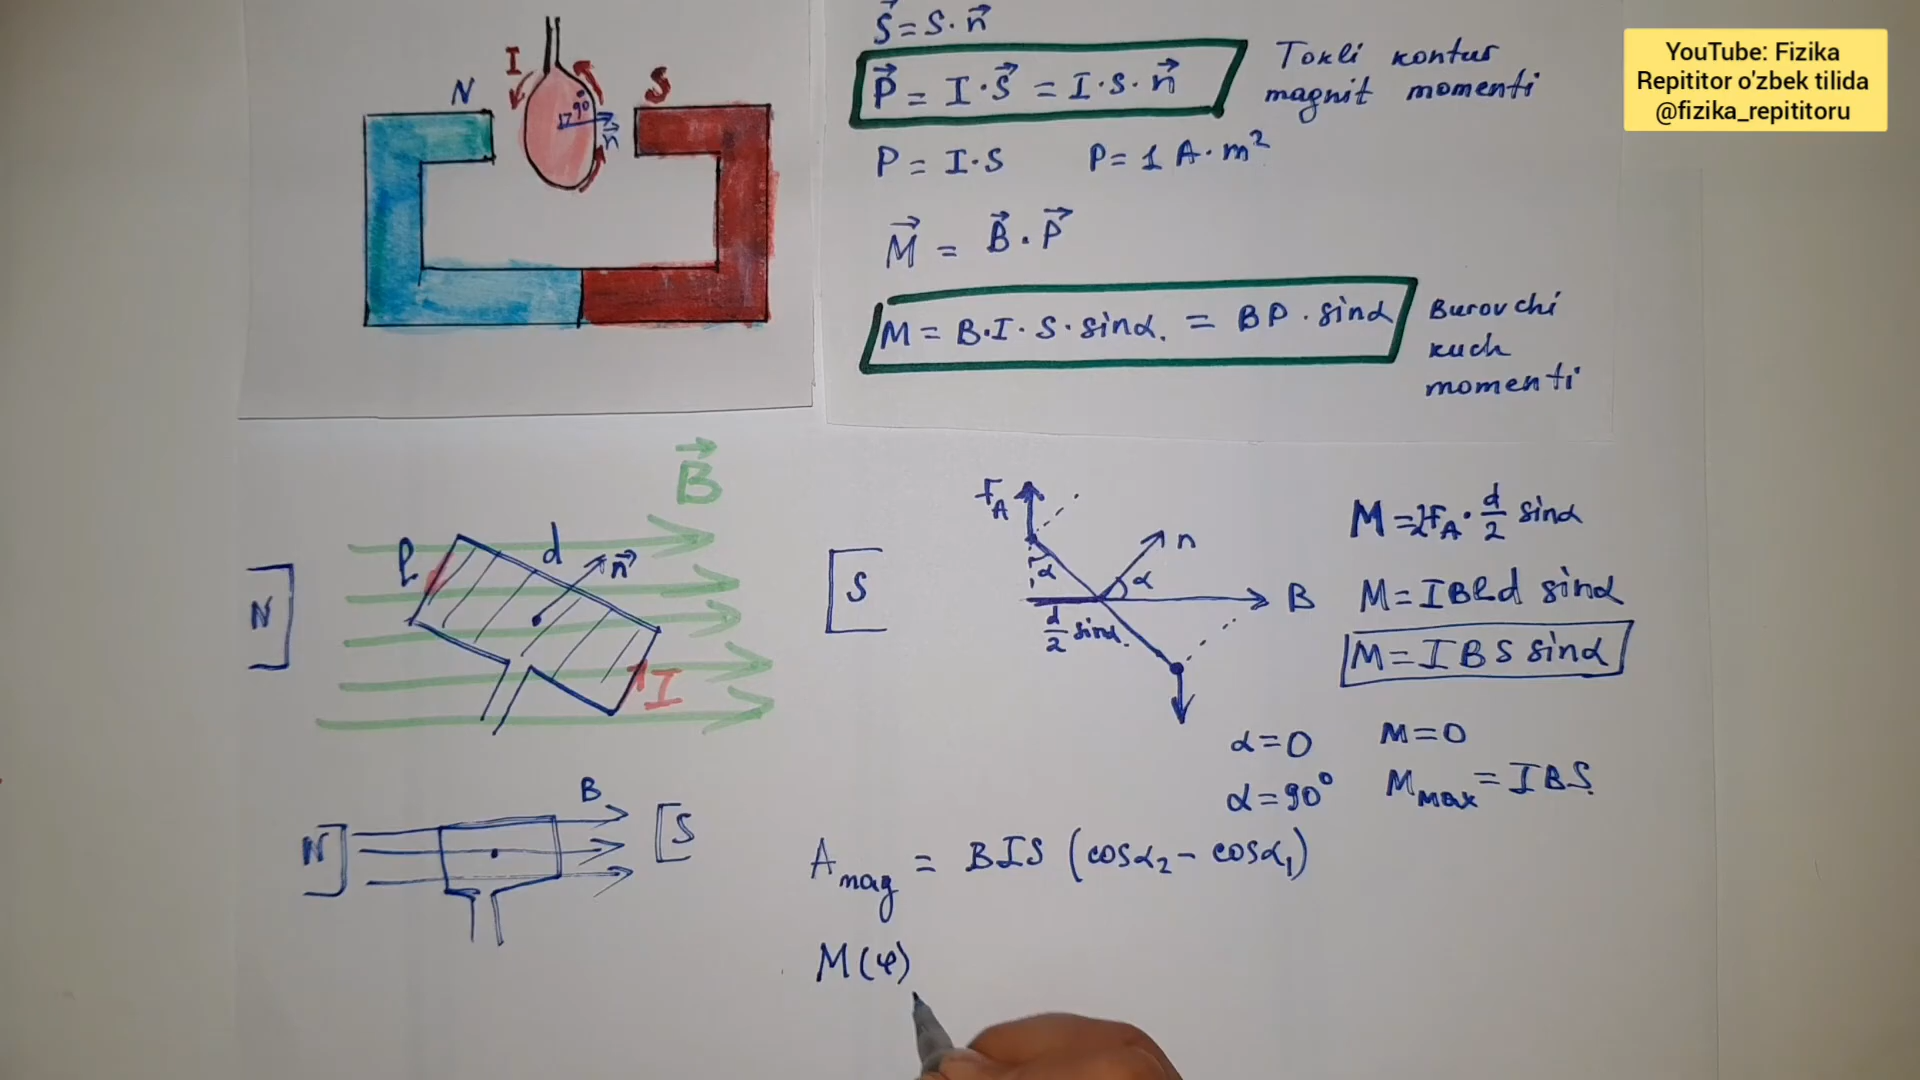 I
N
S
90°
n⃗
S⃗ = S · n⃗
P⃗ = I · S⃗ = I · S · n⃗
Tokli kontur
magnit momenti
P = I · S P = 1 A · m²
M⃗ = B⃗ · P⃗
M = B · I · S · sinα. = BP · sinα
Burovchi
kuch
momenti
YouTube: Fizika
Repititor o'zbek tilida
@fizika_repititoru
B⃗
d
n⃗
N
I
S
F_A
n
α
α
B
d/2 sinα
M = 2F_A · d/2 sinα
M = IBℓd sinα
M = IBS sinα
α = 0 M = 0
α = 90° M_max = IBS
B
N
S
A_mag = BIS (cosα₂ - cosα₁)
M(φ)